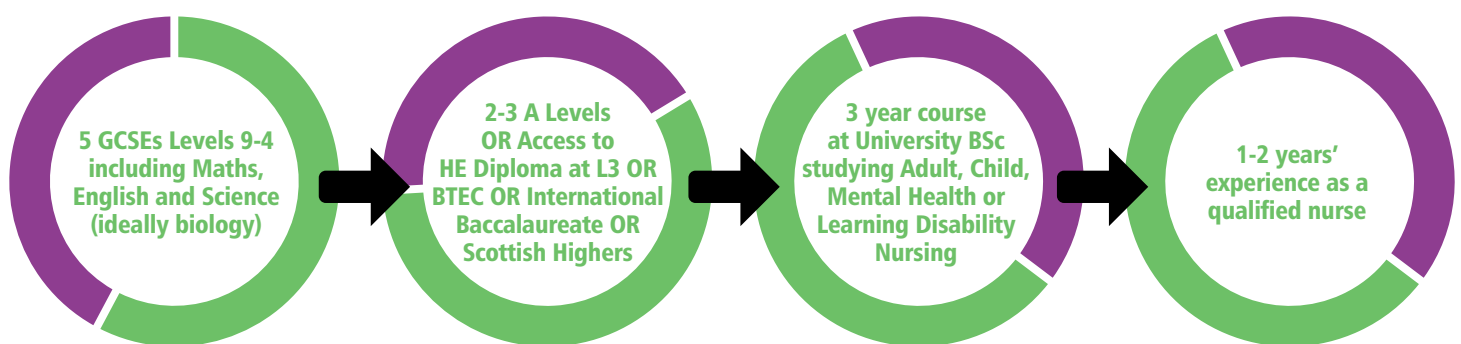 5 GCSEs Levels 9-4
including Maths,
English and Science
(ideally biology)
2-3 A Levels
OR Access to
HE Diploma at L3 OR
BTEC OR International
Baccalaureate OR
Scottish Highers
3 year course
at University BSc
studying Adult, Child,
Mental Health or
Learning Disability
Nursing
1-2 years’
experience as a
qualified nurse